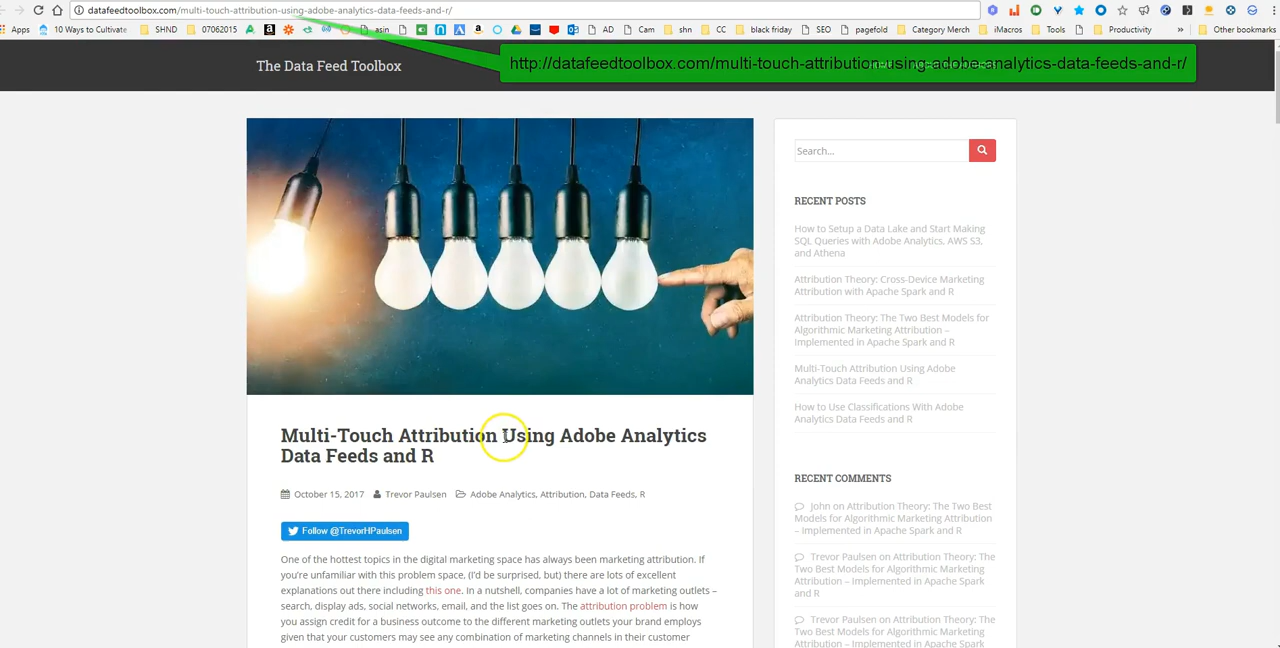 datafeedtoolbox.com/multi-touch-attribution-using-adobe-analytics-data-feeds-and-r/
Apps 10 Ways to Cultivate SHND 07062015 asin AD Cam shn CC black friday SEO pagefold Category Merch iMacros Tools Productivity » Other bookmarks
The Data Feed Toolbox
http://datafeedtoolbox.com/multi-touch-attribution-using-adobe-analytics-data-feeds-and-r/
Search...
RECENT POSTS
How to Setup a Data Lake and Start Making
SQL Queries with Adobe Analytics, AWS S3,
and Athena
Attribution Theory: Cross-Device Marketing
Attribution with Apache Spark and R
Attribution Theory: The Two Best Models for
Algorithmic Marketing Attribution –
Implemented in Apache Spark and R
Multi-Touch Attribution Using Adobe
Analytics Data Feeds and R
How to Use Classifications With Adobe
Analytics Data Feeds and R
Multi-Touch Attribution Using Adobe Analytics
Data Feeds and R
October 15, 2017 Trevor Paulsen Adobe Analytics, Attribution, Data Feeds, R
Follow @TrevorHPaulsen
One of the hottest topics in the digital marketing space has always been marketing attribution. If
you're unfamiliar with this problem space, (I'd be surprised, but) there are lots of excellent
explanations out there including this one. In a nutshell, companies have a lot of marketing outlets –
search, display ads, social networks, email, and the list goes on. The attribution problem is how
you assign credit for a business outcome to the different marketing outlets your brand employs
given that your customers may see any combination of marketing channels in their customer
RECENT COMMENTS
John on Attribution Theory: The Two Best
Models for Algorithmic Marketing Attribution
– Implemented in Apache Spark and R
Trevor Paulsen on Attribution Theory: The
Two Best Models for Algorithmic Marketing
Attribution – Implemented in Apache Spark
and R
Trevor Paulsen on Attribution Theory: The
Two Best Models for Algorithmic Marketing
Attribution – Implemented in Apache Spark